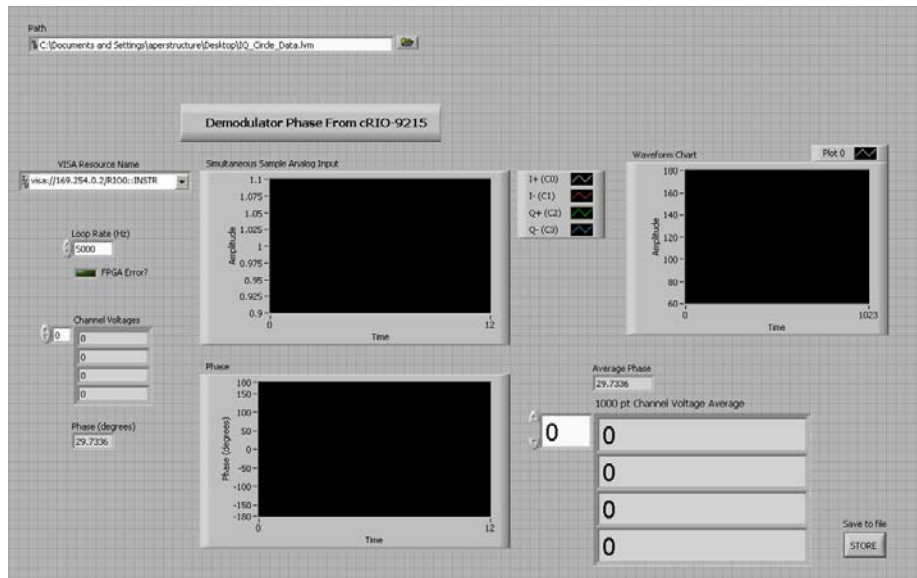 Path
C:\Documents and Settings\aperstructure\Desktop\IQ_Circle_Data.lvm
Demodulator Phase From cRIO-9215
VISA Resource Name
visa://169.254.0.2/RIO0::INSTR
Loop Rate (Hz)
5000
FPGA Error?
Channel Voltages
0
0
0
0
0
Phase (degrees)
29.7336
Simultaneous Sample Analog Input
Amplitude
1.1
1.075
1.05
1.025
1
0.975
0.95
0.925
0.9
0
12
Time
I+ (C0)
I- (C1)
Q+ (C2)
Q- (C3)
Waveform Chart
Plot 0
Amplitude
180
160
140
120
100
80
60
0
1023
Time
Phase
Phase (degrees)
180
150
100
50
0
-50
-100
-150
-180
0
12
Time
Average Phase
29.7336
1000 pt Channel Voltage Average
0
0
0
0
0
Save to file
STORE